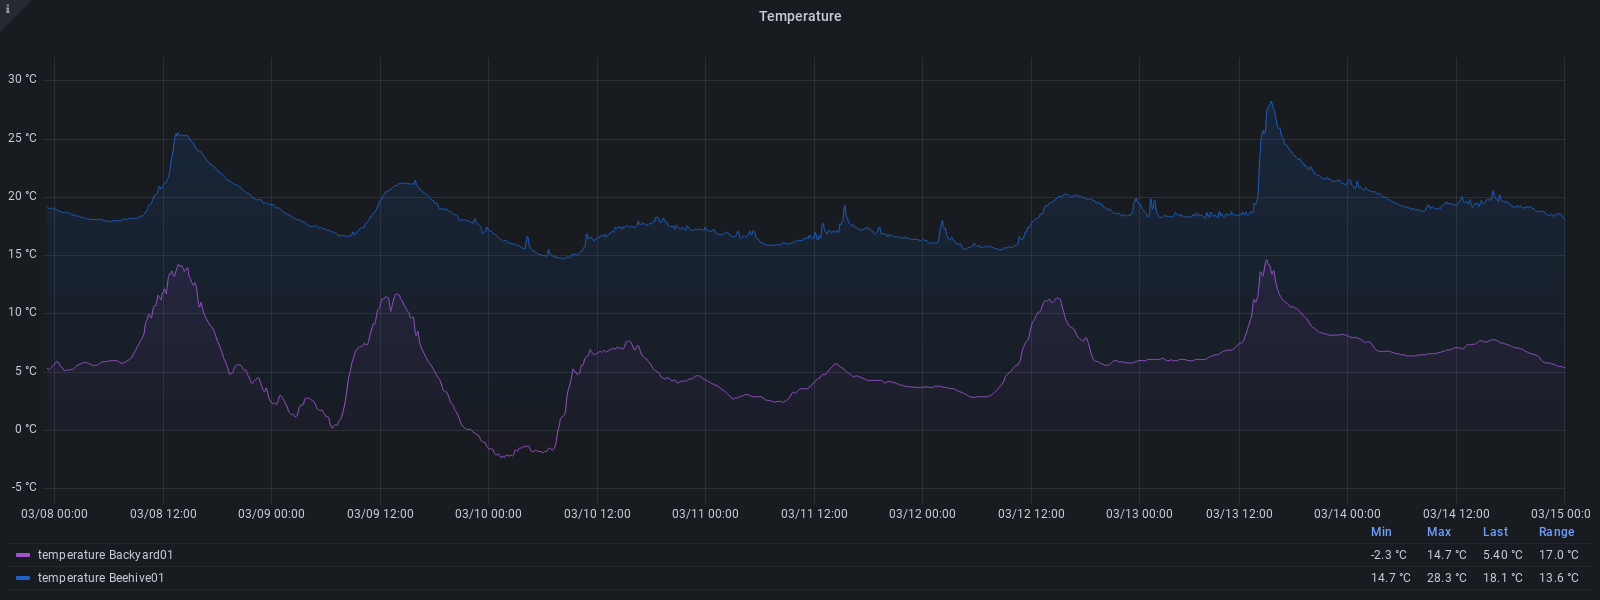 i
Temperature
30 °C
25 °C
20 °C
15 °C
10 °C
5 °C
0 °C
-5 °C
03/08 00:00 03/08 12:00 03/09 00:00 03/09 12:00 03/10 00:00 03/10 12:00 03/11 00:00 03/11 12:00 03/12 00:00 03/12 12:00 03/13 00:00 03/13 12:00 03/14 00:00 03/14 12:00 03/15 00:0
Min Max Last Range
temperature Backyard01 -2.3 °C 14.7 °C 5.40 °C 17.0 °C
temperature Beehive01 14.7 °C 28.3 °C 18.1 °C 13.6 °C